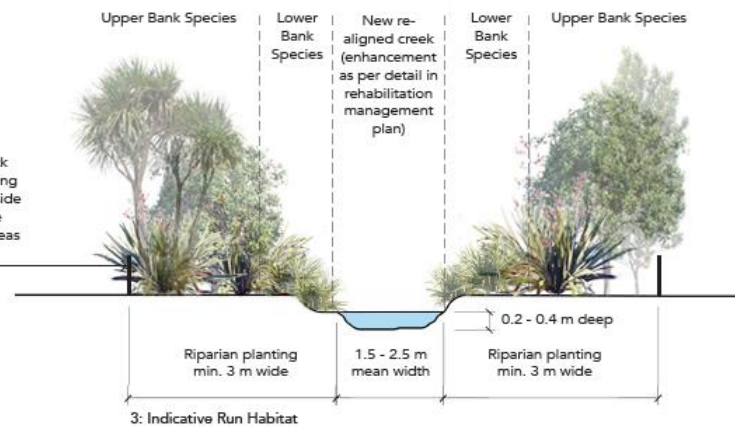 Upper Bank Species
Lower
Bank
Species
New re-
aligned creek
(enhancement
as per detail in
rehabilitation
management
plan)
Lower
Bank
Species
Upper Bank Species
0.2 - 0.4 m deep
Riparian planting
min. 3 m wide
1.5 - 2.5 m
mean width
Riparian planting
min. 3 m wide
3: Indicative Run Habitat